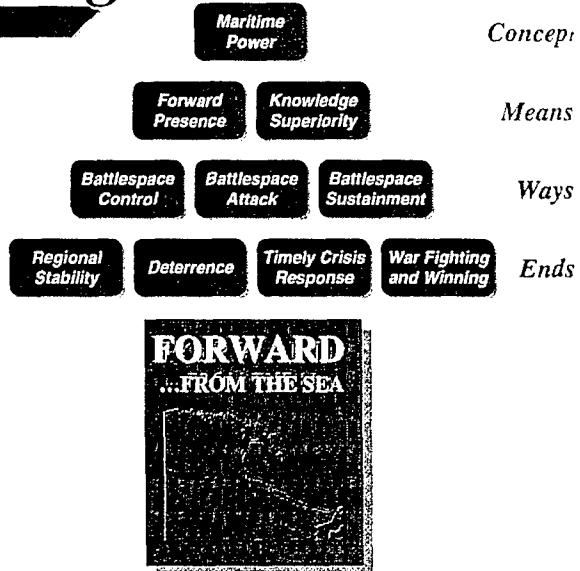 Maritime
Power
Concept
Forward
Presence
Knowledge
Superiority
Means
Battlespace
Control
Battlespace
Attack
Battlespace
Sustainment
Ways
Regional
Stability
Deterrence
Timely Crisis
Response
War Fighting
and Winning
Ends
FORWARD
...FROM THE SEA